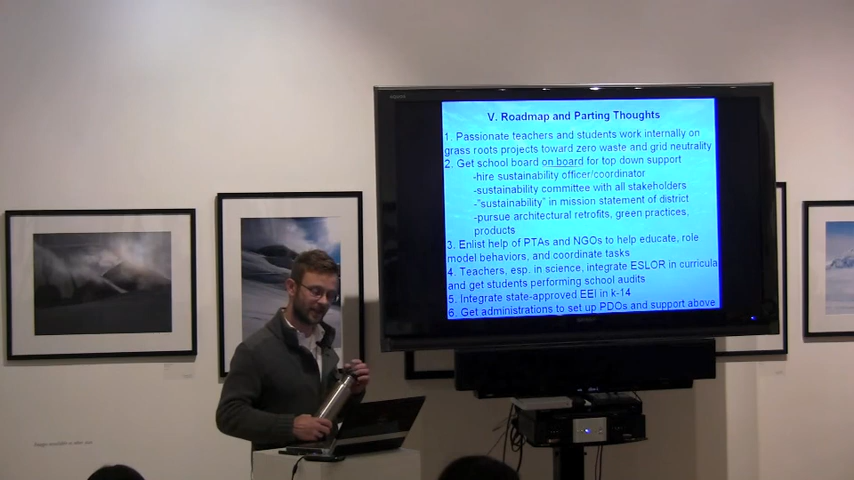 V. Roadmap and Parting Thoughts
1. Passionate teachers and students work internally on
grass roots projects toward zero waste and grid neutrality
2. Get school board on board for top down support
-hire sustainability officer/coordinator
-sustainability committee with all stakeholders
-"sustainability" in mission statement of district
-pursue architectural retrofits, green practices,
products
3. Enlist help of PTAs and NGOs to help educate, role
model behaviors, and coordinate tasks
4. Teachers, esp. in science, integrate ESLOR in curricula
and get students performing school audits
5. Integrate state-approved EEI in k-14
6. Get administrations to set up PDOs and support above